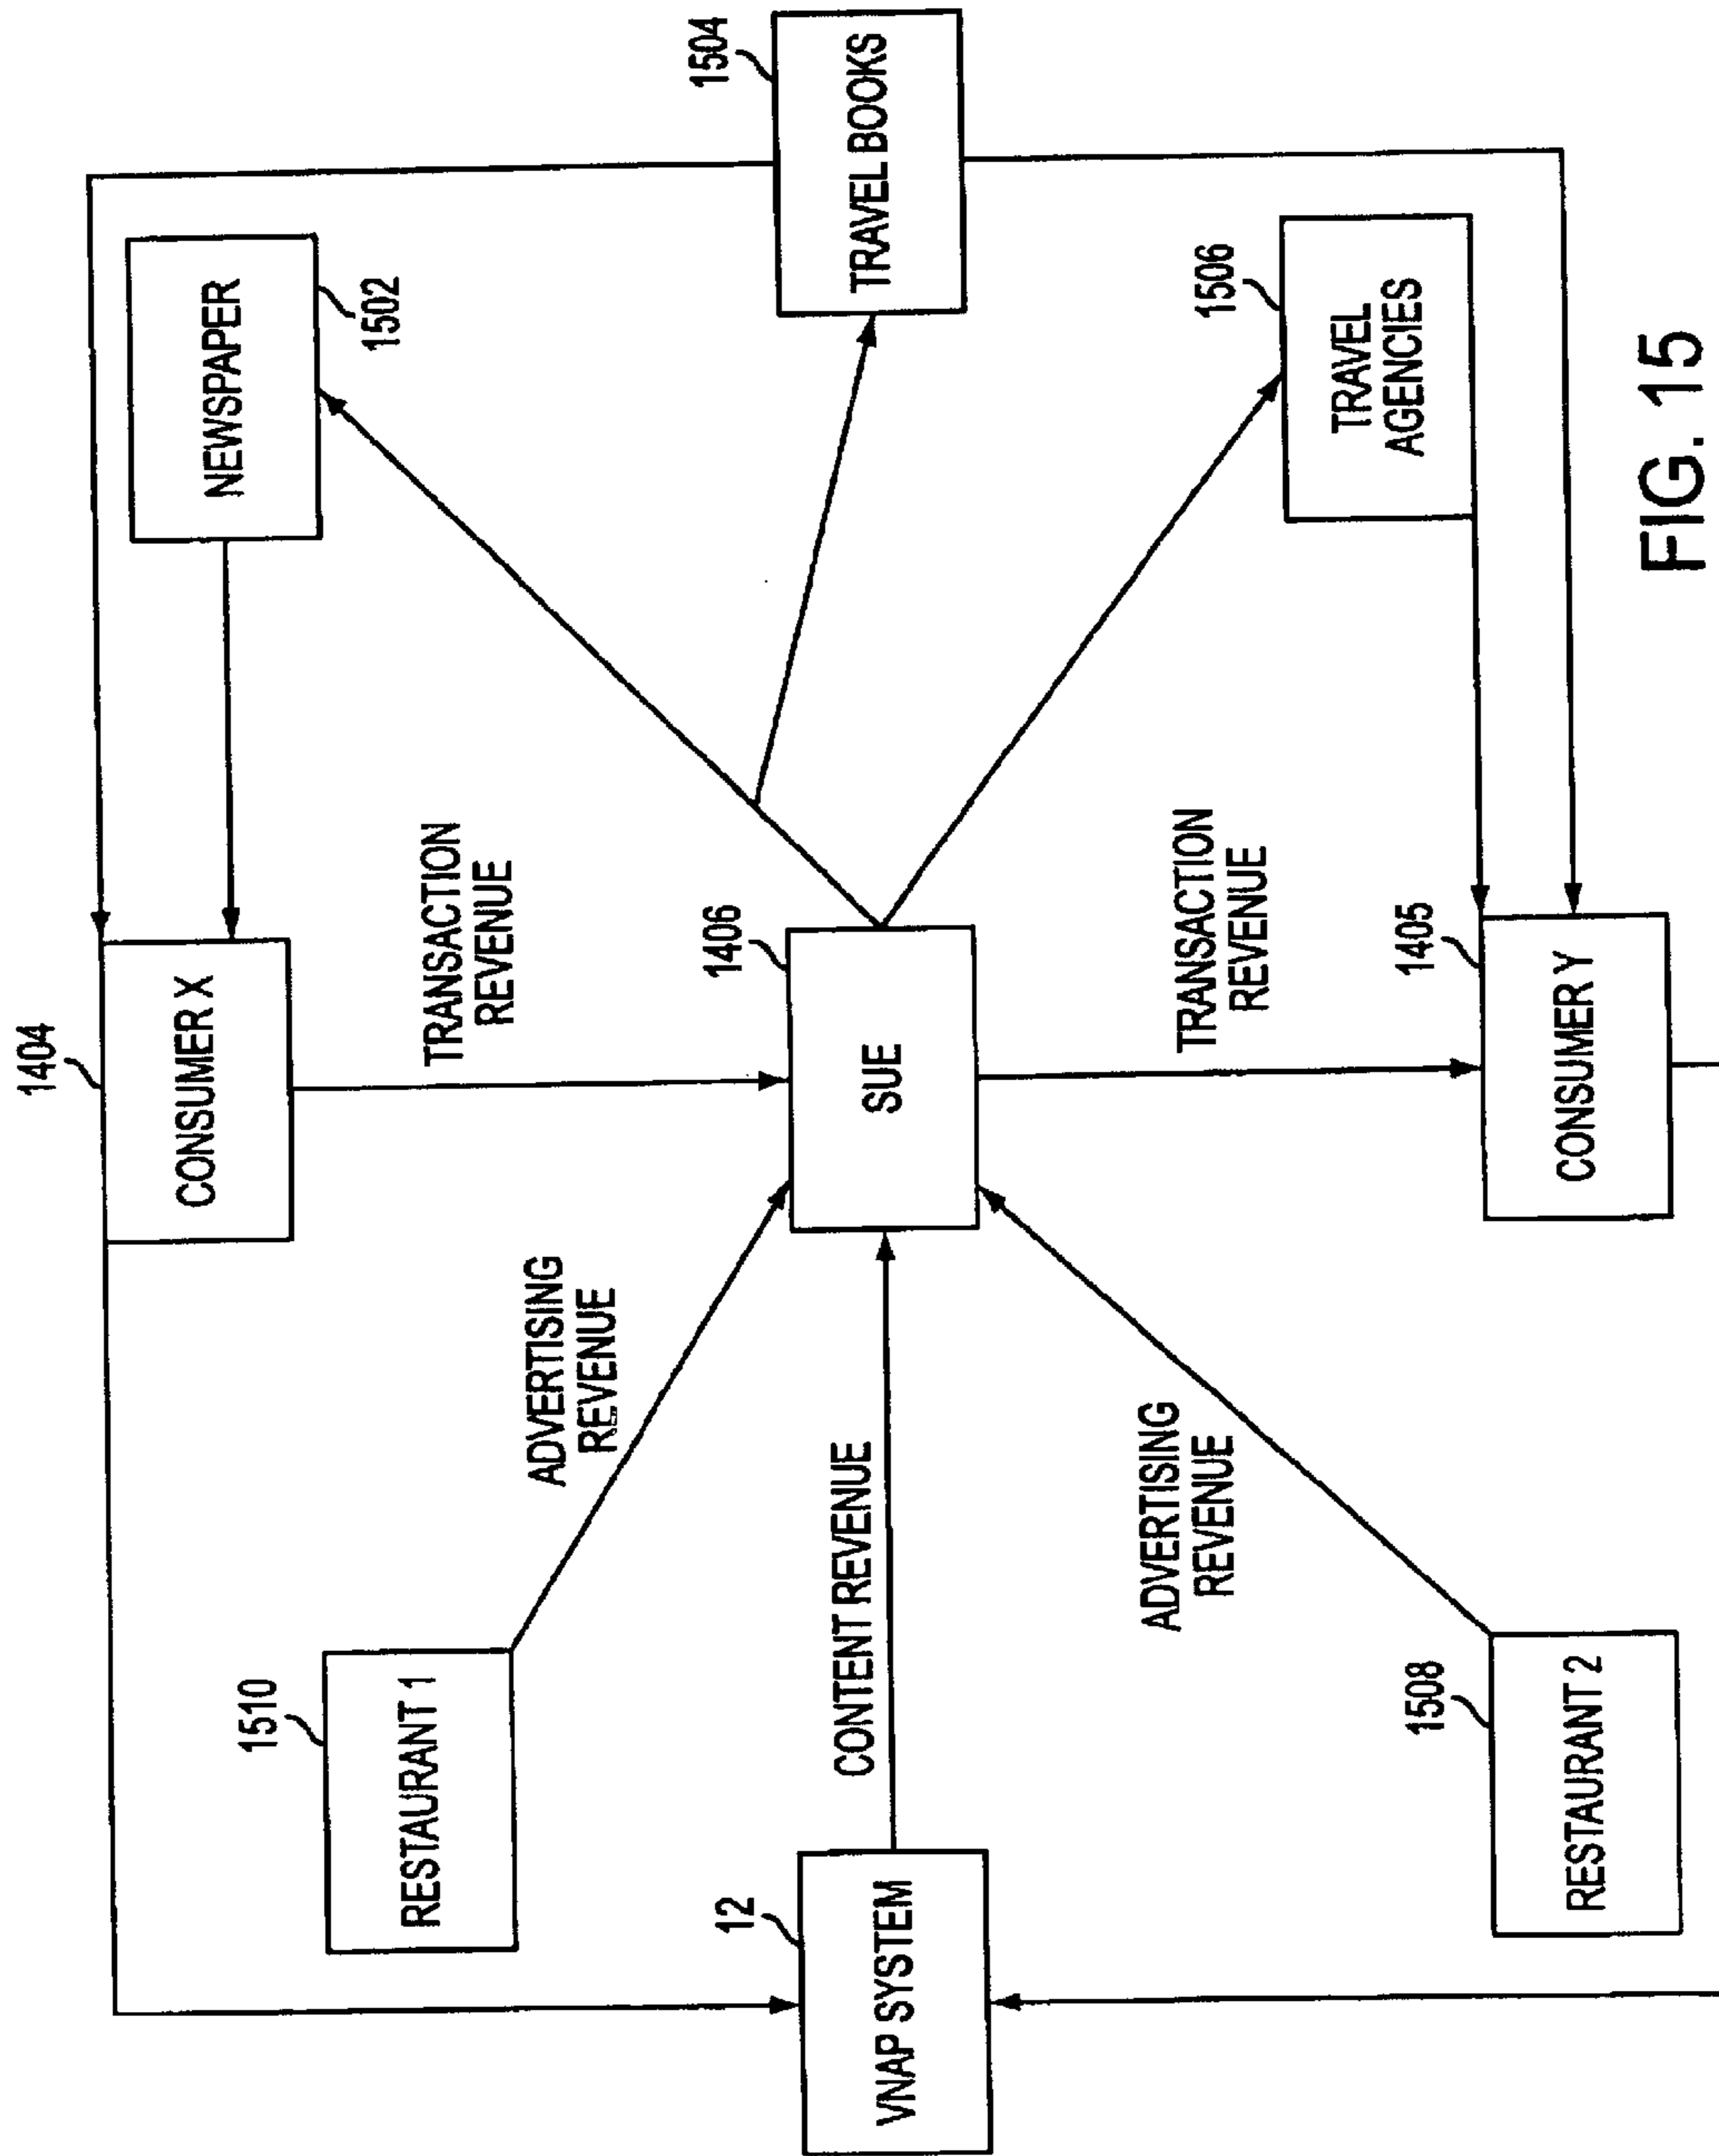 1404
CONSUMER X
NEWSPAPER
1502
1510
RESTAURANT 1
TRANSACTION
REVENUE
ADVERTISING
REVENUE
12
VNAP SYSTEM
CONTENT REVENUE
1406
SUE
1504
TRAVEL BOOKS
ADVERTISING
REVENUE
TRANSACTION
REVENUE
1506
TRAVEL
AGENCIES
1508
RESTAURANT 2
1405
CONSUMER Y
FIG. 15